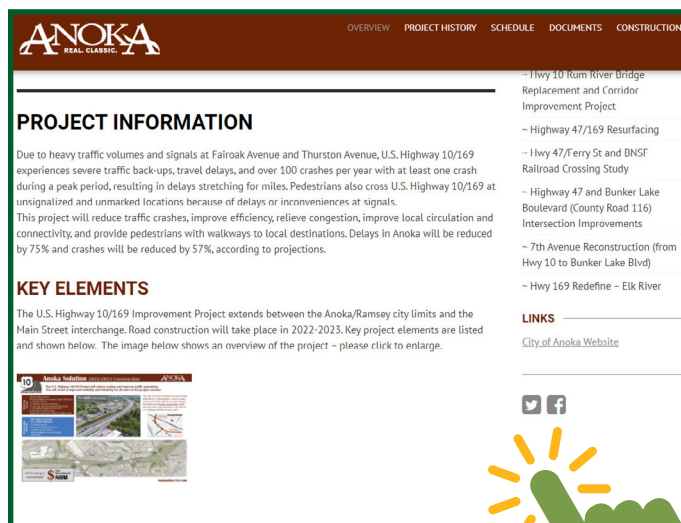 ANOKA
REAL. CLASSIC.
OVERVIEW PROJECT HISTORY SCHEDULE DOCUMENTS CONSTRUCTION
PROJECT INFORMATION
Due to heavy traffic volumes and signals at Fairoak Avenue and Thurston Avenue, U.S. Highway 10/169
experiences severe traffic back-ups, travel delays, and over 100 crashes per year with at least one crash
during a peak period, resulting in delays stretching for miles. Pedestrians also cross U.S. Highway 10/169 at
unsignalized and unmarked locations because of delays or inconveniences at signals.
This project will reduce traffic crashes, improve efficiency, relieve congestion, improve local circulation and
connectivity, and provide pedestrians with walkways to local destinations. Delays in Anoka will be reduced
by 75% and crashes will be reduced by 57%, according to projections.
KEY ELEMENTS
The U.S. Highway 10/169 Improvement Project extends between the Anoka/Ramsey city limits and the
Main Street interchange. Road construction will take place in 2022-2023. Key project elements are listed
and shown below. The image below shows an overview of the project – please click to enlarge.
10
Anoka Solution 2022-2023 Construction
ANOKA
~ Hwy 10 Rum River Bridge
Replacement and Corridor
Improvement Project
~ Highway 47/169 Resurfacing
~ Hwy 47/Ferry St and BNSF
Railroad Crossing Study
~ Highway 47 and Bunker Lake
Boulevard (County Road 116)
Intersection Improvements
~ 7th Avenue Reconstruction (from
Hwy 10 to Bunker Lake Blvd)
~ Hwy 169 Redefine – Elk River
LINKS
City of Anoka Website